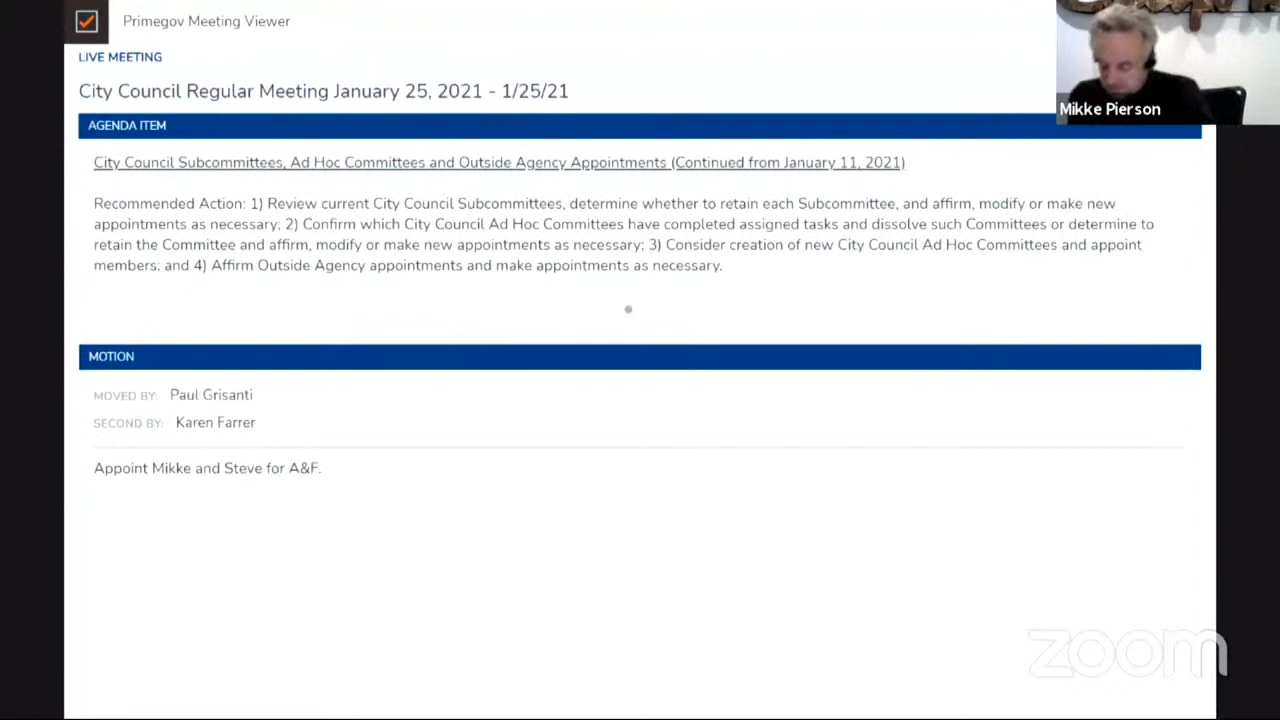 Primegov Meeting Viewer
LIVE MEETING
City Council Regular Meeting January 25, 2021 - 1/25/21
Mikke Pierson
AGENDA ITEM
City Council Subcommittees, Ad Hoc Committees and Outside Agency Appointments (Continued from January 11, 2021)
Recommended Action: 1) Review current City Council Subcommittees, determine whether to retain each Subcommittee, and affirm, modify or make new
appointments as necessary; 2) Confirm which City Council Ad Hoc Committees have completed assigned tasks and dissolve such Committees or determine to
retain the Committee and affirm, modify or make new appointments as necessary; 3) Consider creation of new City Council Ad Hoc Committees and appoint
members; and 4) Affirm Outside Agency appointments and make appointments as necessary.
MOTION
MOVED BY: Paul Grisanti
SECOND BY: Karen Farrer
Appoint Mikke and Steve for A&F.
zoom